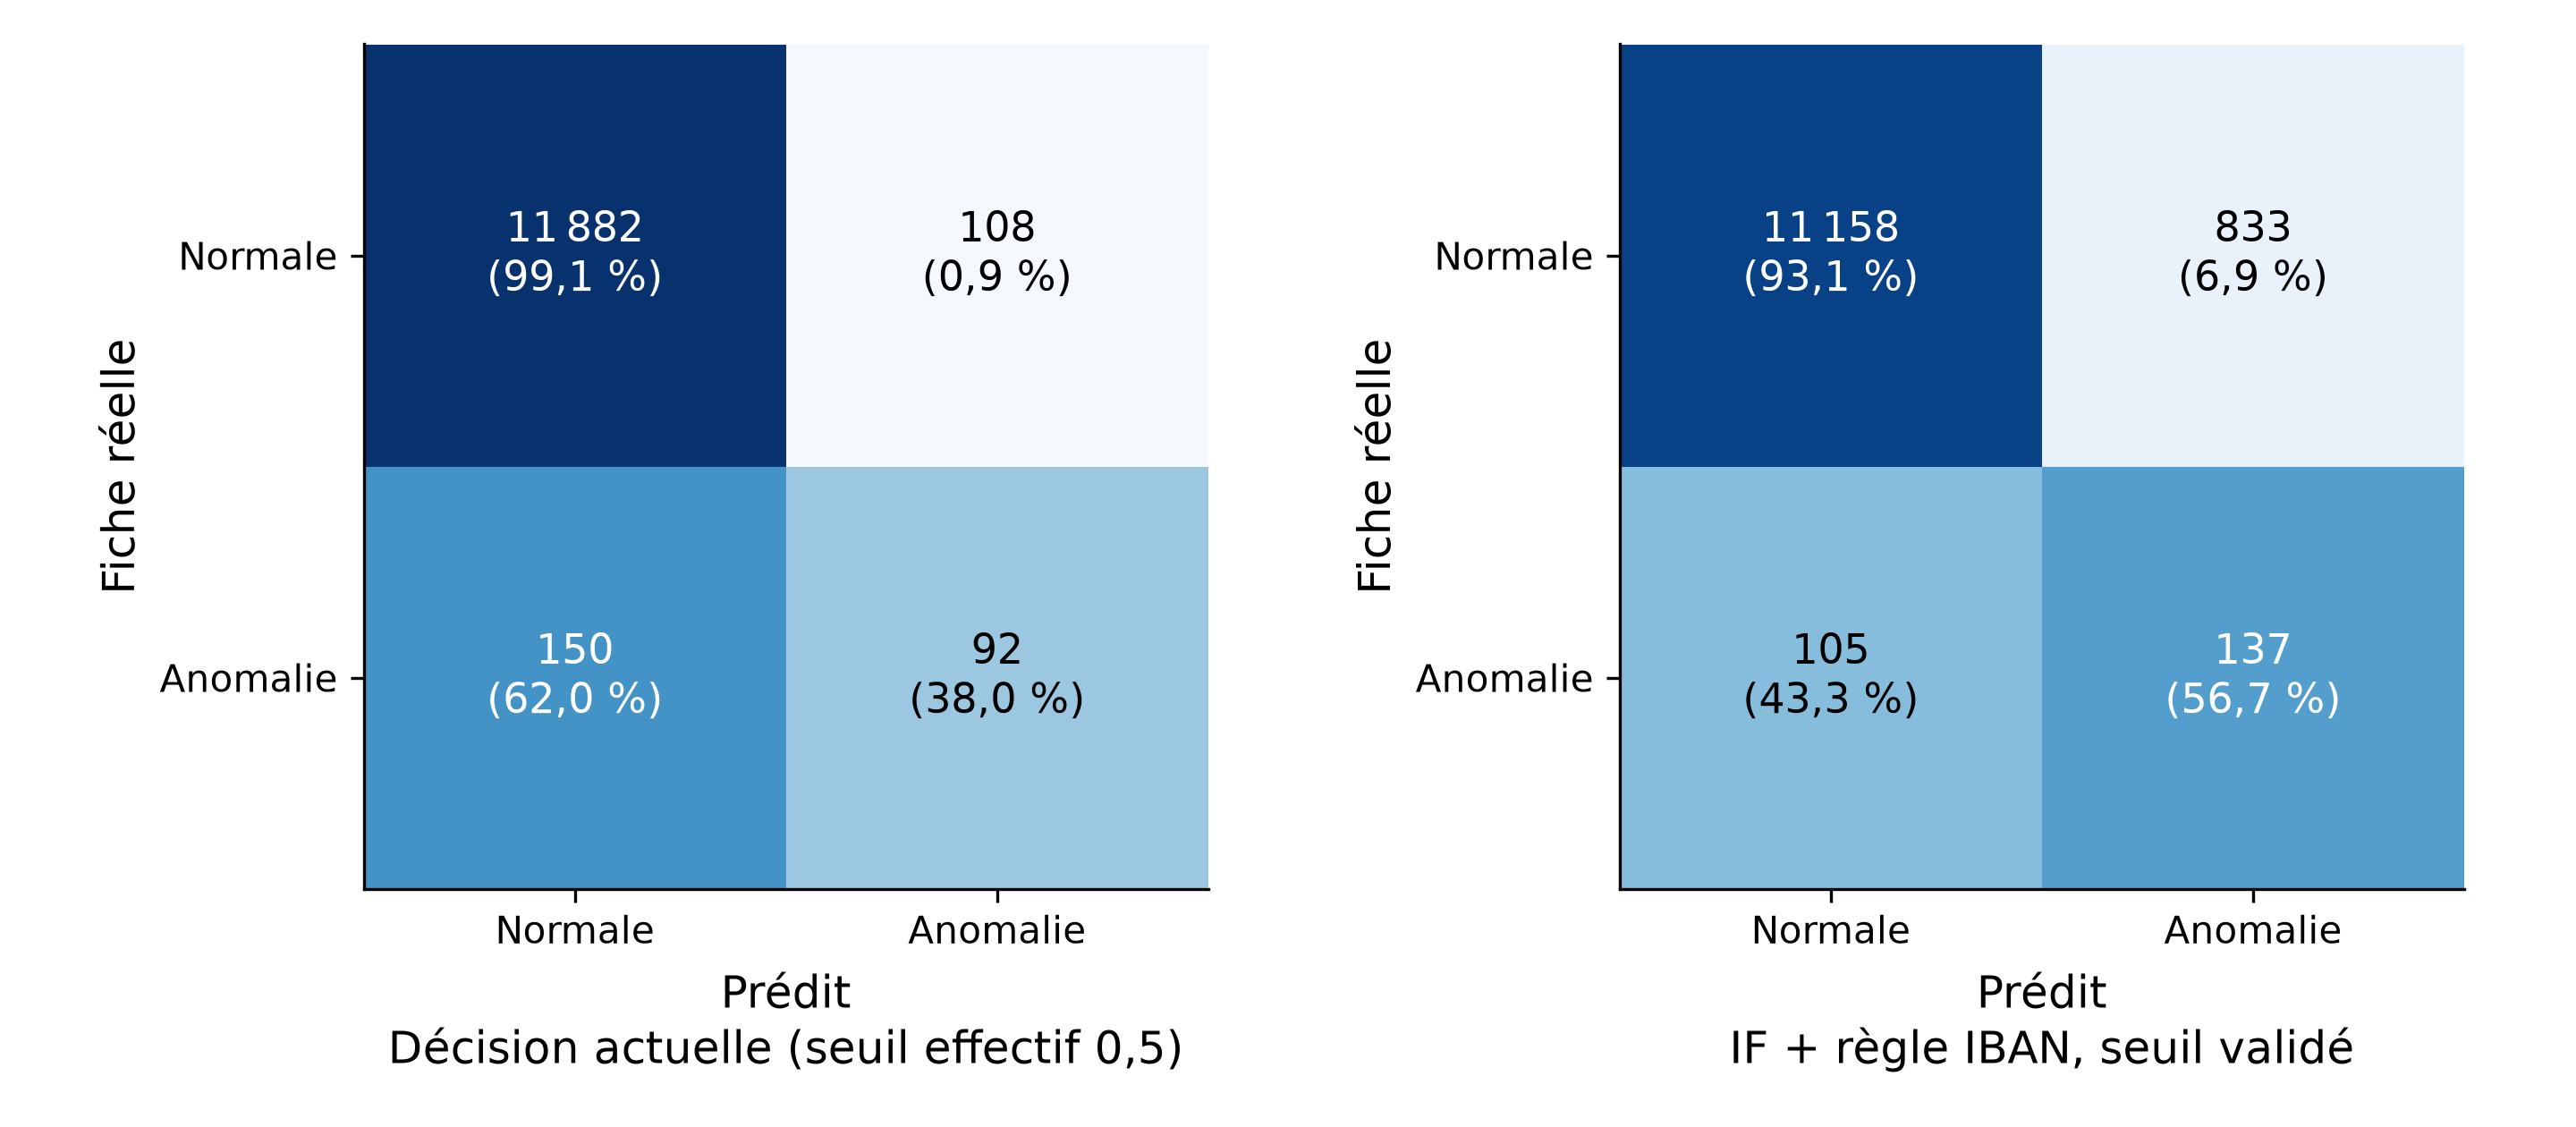 Fiche réelle
Normale
11 882
(99,1 %)
108
(0,9 %)
Anomalie
150
(62,0 %)
92
(38,0 %)
Normale
Anomalie
Prédit
Décision actuelle (seuil effectif 0,5)
Fiche réelle
Normale
11 158
(93,1 %)
833
(6,9 %)
Anomalie
105
(43,3 %)
137
(56,7 %)
Normale
Anomalie
Prédit
IF + règle IBAN, seuil validé